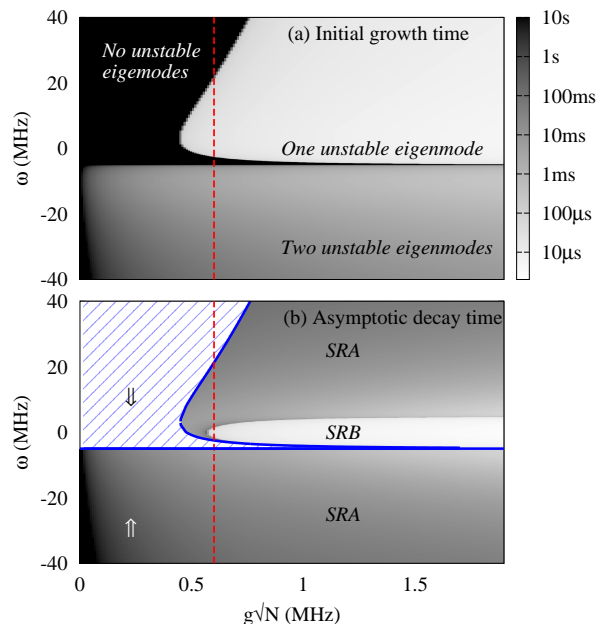 (a) Initial growth time
No unstable
eigemodes
One unstable eigenmode
Two unstable eigenmodes
ω (MHz)
40
20
0
-20
-40
10s
1s
100ms
10ms
1ms
100μs
10μs
(b) Asymptotic decay time
SRA
SRB
SRA
⇓
⇑
ω (MHz)
40
20
0
-20
-40
0
0.5
1
1.5
g√N (MHz)